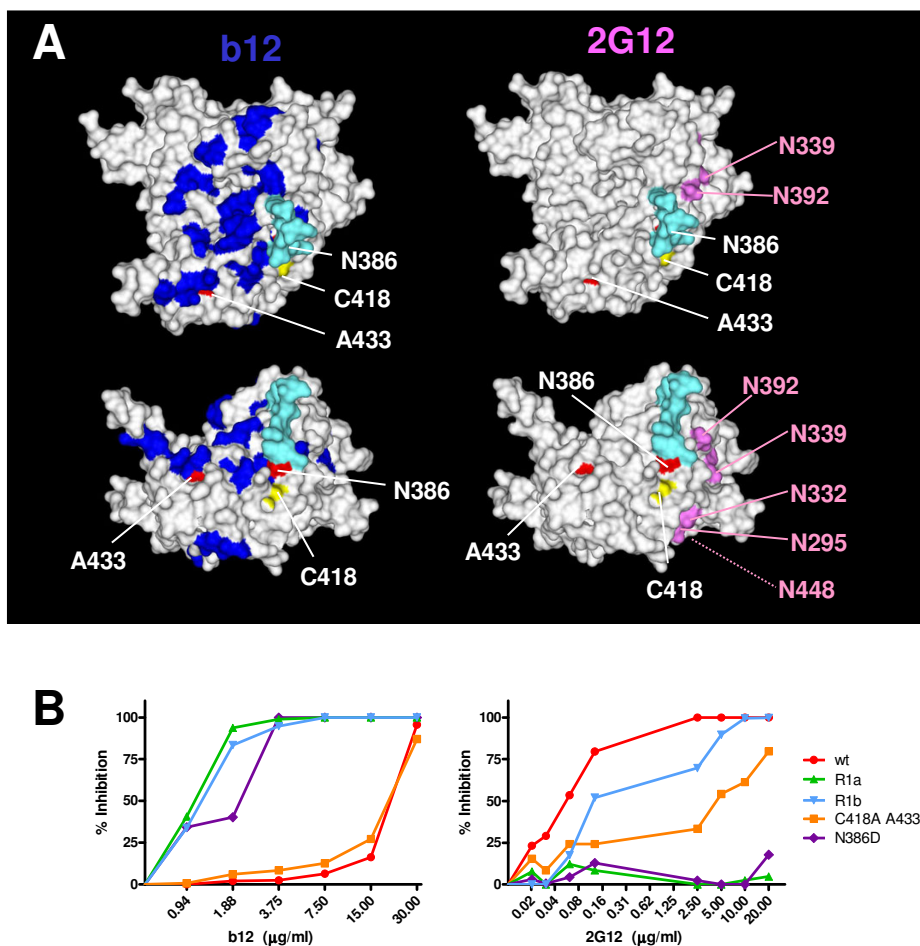 A
b12
2G12
N386
C418
A433
N339
N392
N386
C418
A433
N386
A433
C418
N386
A433
C418
N392
N339
N332
N295
N448
B
% Inhibition
100
75
50
25
0
0.94
1.88
3.75
7.50
15.00
30.00
b12 (µg/ml)
% Inhibition
100
75
50
25
0
0.02
0.04
0.08
0.16
0.31
0.62
1.25
2.50
5.00
10.00
20.00
2G12 (µg/ml)
wt
R1a
R1b
C418A A433
N386D